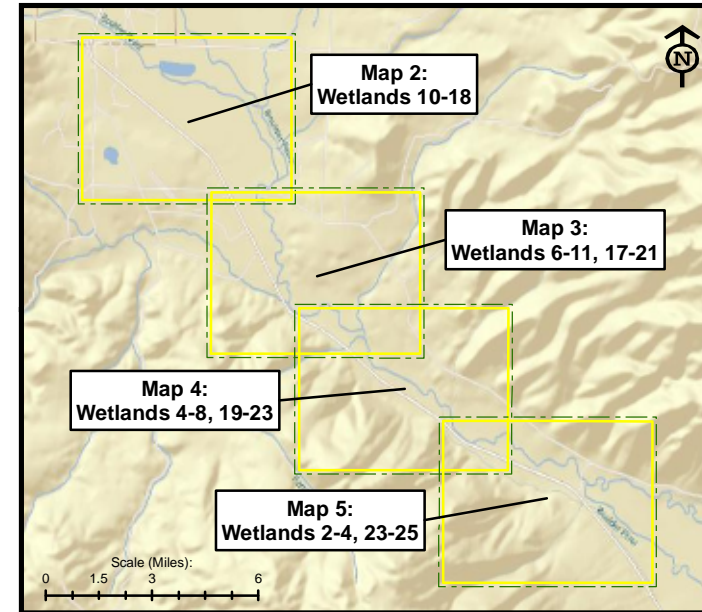 N
Map 2:
Wetlands 10-18
Map 3:
Wetlands 6-11, 17-21
Map 4:
Wetlands 4-8, 19-23
Map 5:
Wetlands 2-4, 23-25
Scale (Miles):
0 1.5 3 6